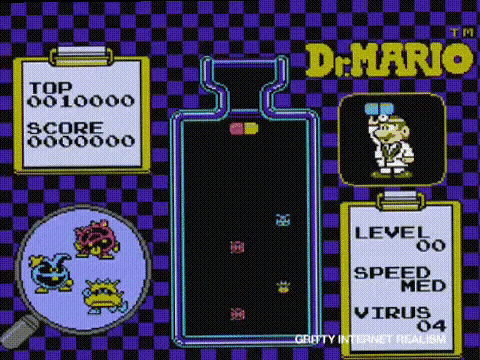 TM
Dr. MARIO
TOP
0010000
SCORE
0000000
LEVEL
00
SPEED
MED
VIRUS
04
GRITTY INTERNET REALISM